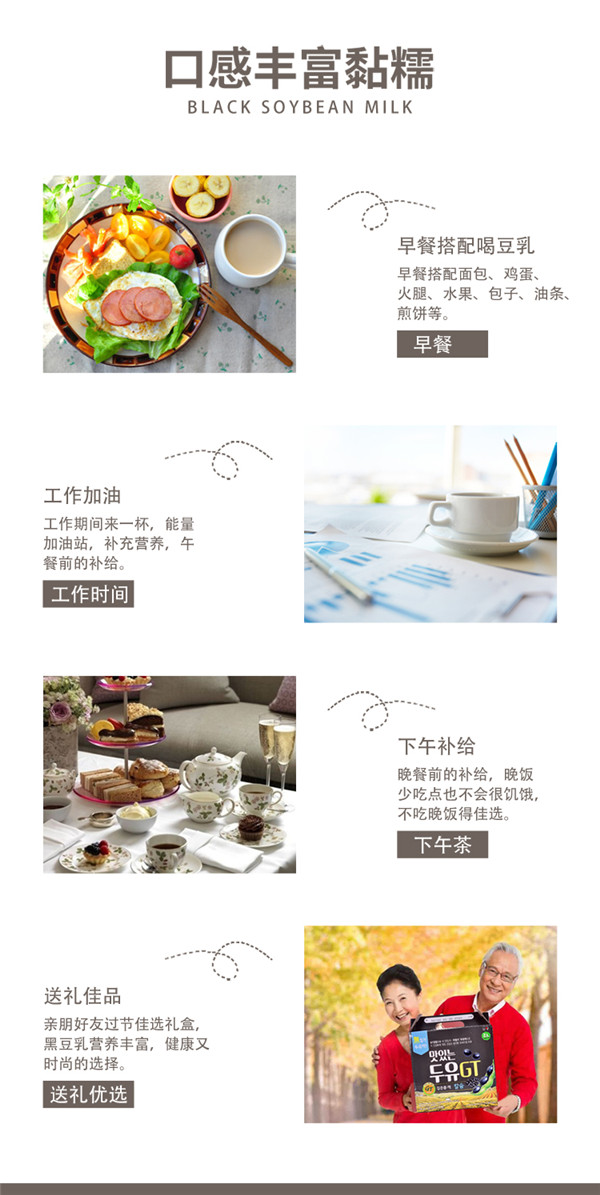 口感丰富黏糯
BLACK SOYBEAN MILK
早餐搭配喝豆乳
早餐搭配面包、鸡蛋、
火腿、水果、包子、油条、
煎饼等。
早餐
工作加油
工作期间来一杯，能量
加油站，补充营养，午
餐前的补给。
工作时间
下午补给
晚餐前的补给，晚饭
少吃点也不会很饥饿，
不吃晚饭得佳选。
下午茶
送礼佳品
亲朋好友过节佳选礼盒，
黑豆乳营养丰富，健康又
时尚的选择。
送礼优选
맛있는
두유GT